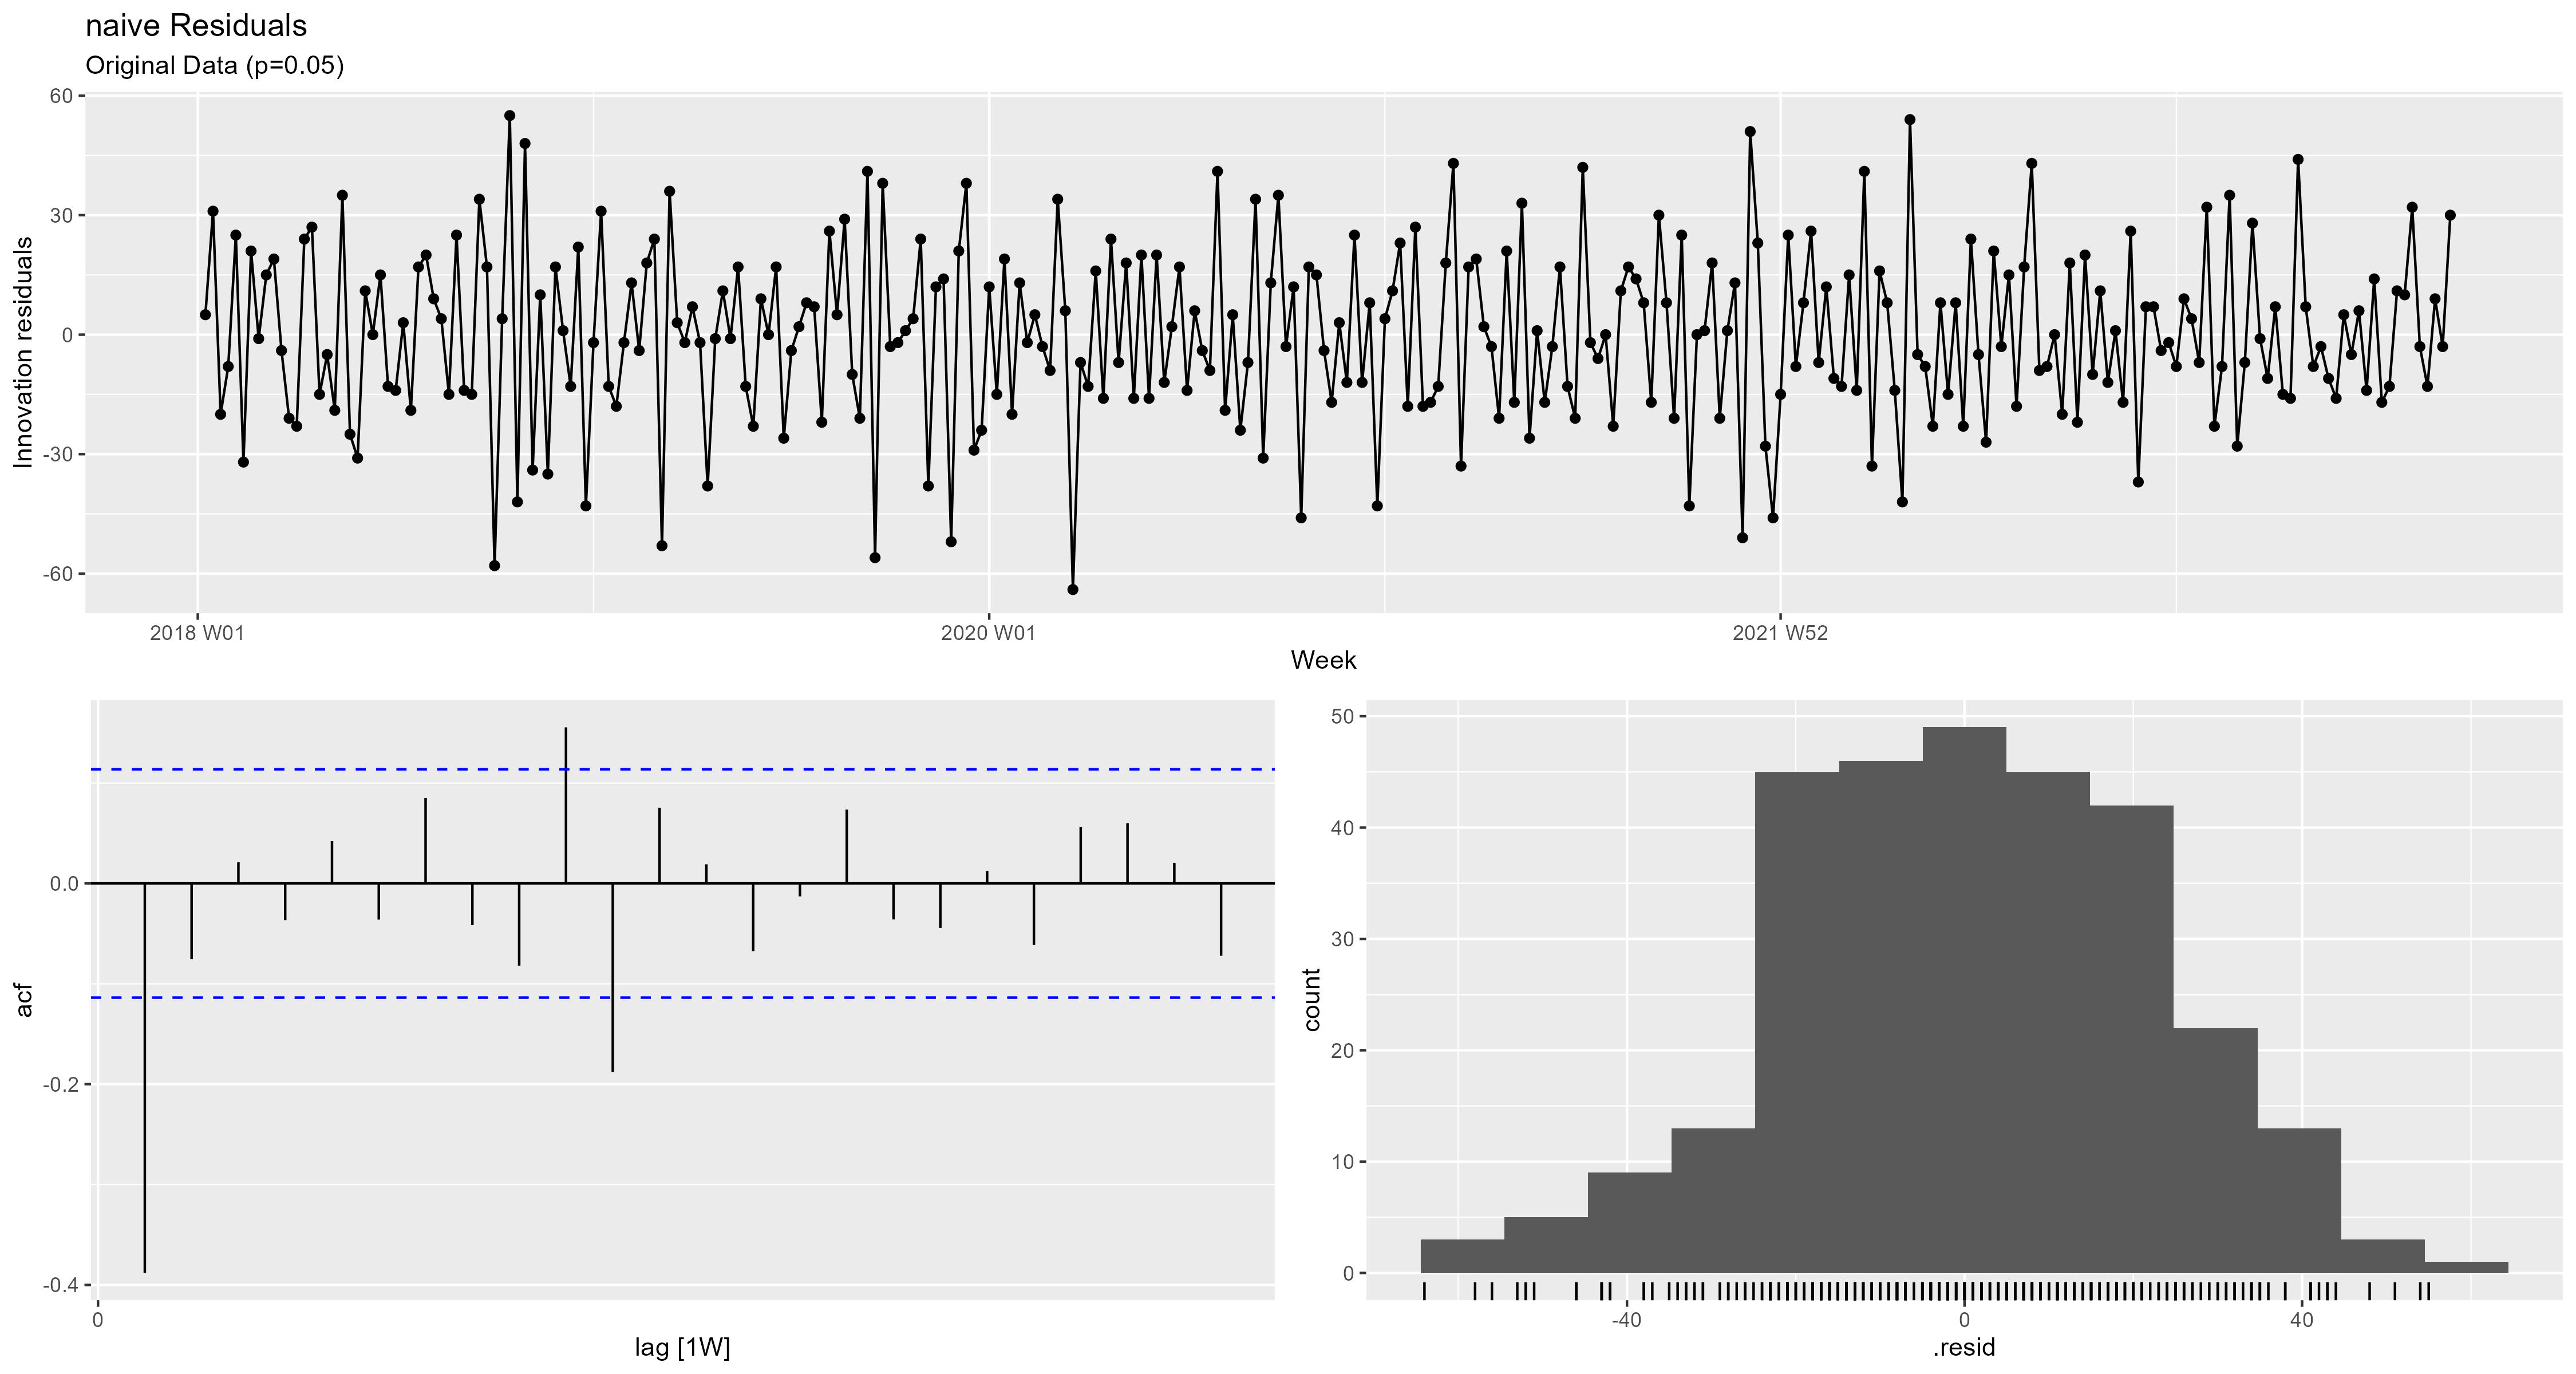 naive Residuals
Original Data (p=0.05)
60
30
0
-30
-60
Innovation residuals
2018 W01
2020 W01
2021 W52
Week
0.0
-0.2
-0.4
acf
0
lag [1W]
50
40
30
20
10
0
count
-40
0
40
.resid